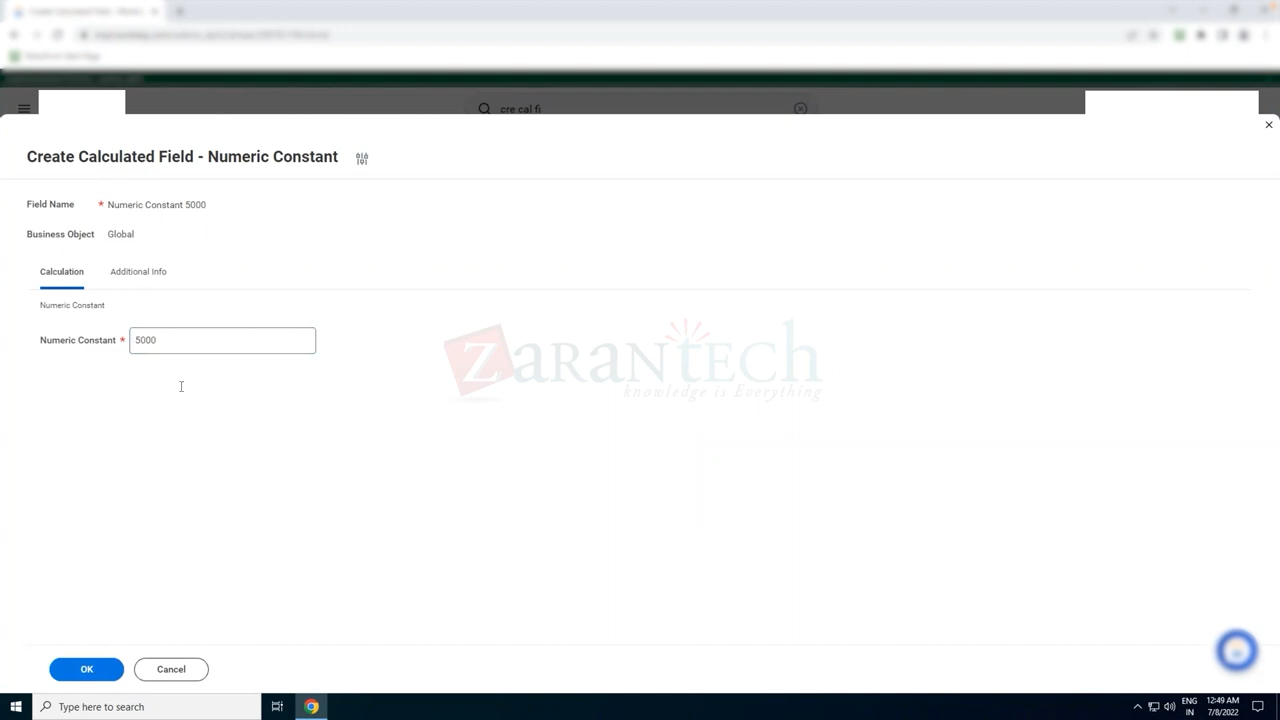 cre cal fi
Create Calculated Field - Numeric Constant
Field Name * Numeric Constant 5000
Business Object Global
Calculation Additional Info
Numeric Constant
Numeric Constant * 5000
ZARANTECH
knowledge is Everything
OK Cancel
Type here to search
ENG
IN
12:49 AM
7/8/2022